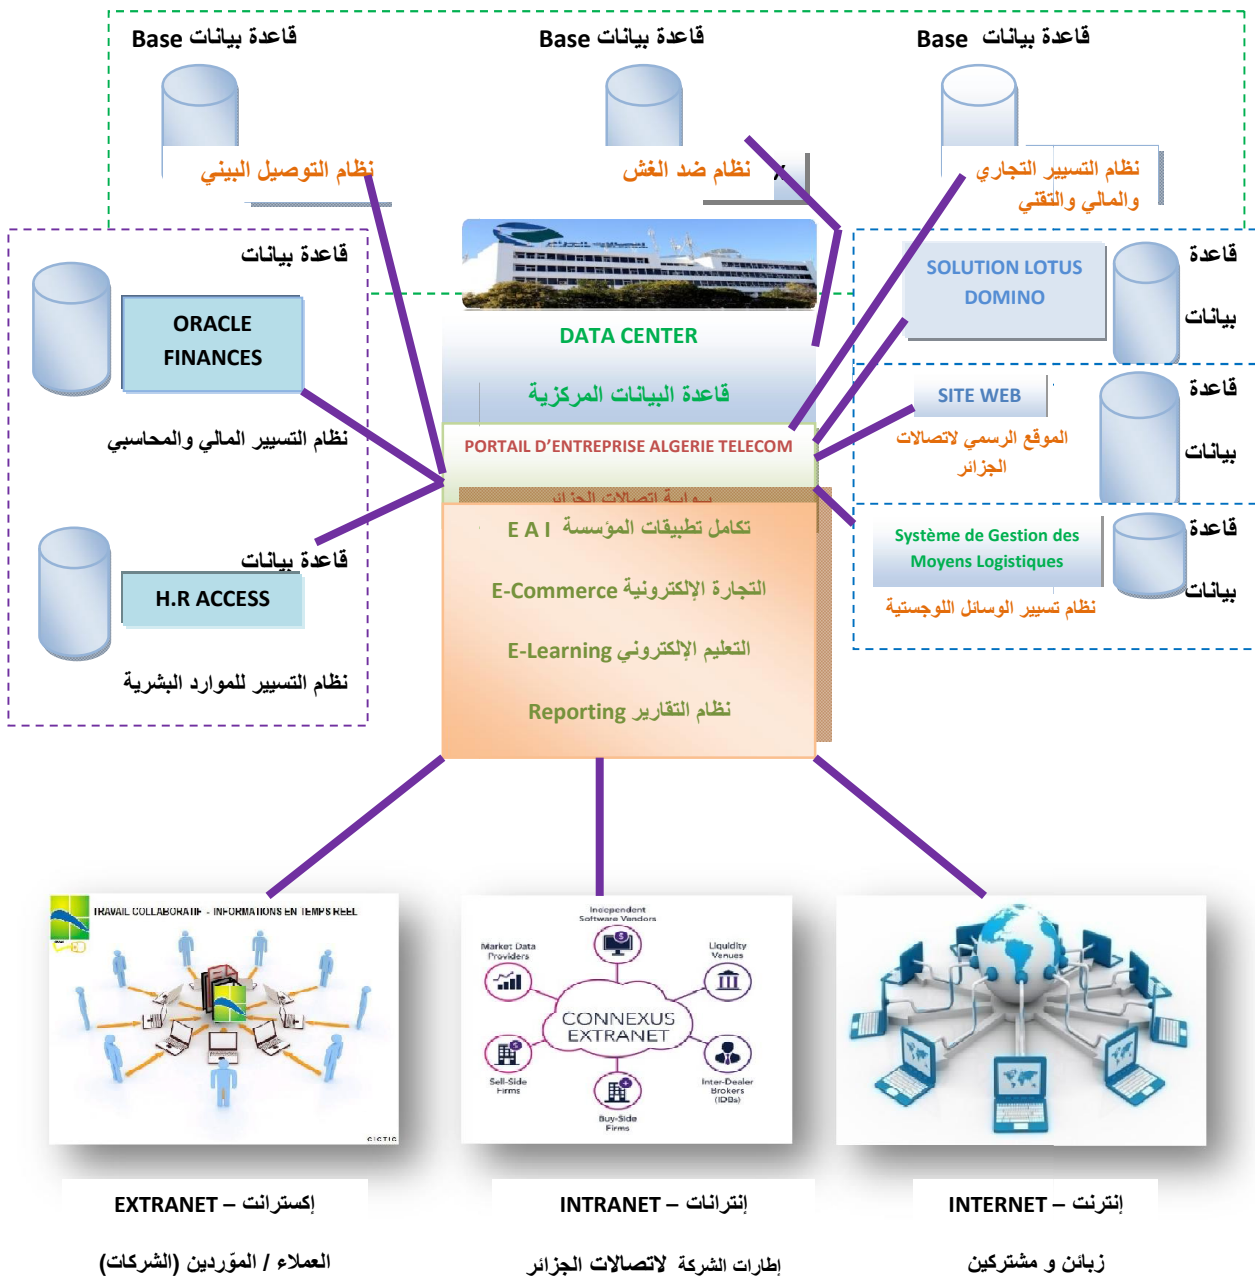 قاعدة بيانات Base
قاعدة بيانات Base
قاعدة بيانات Base
نظام التوصيل البيني
نظام ضد الغش
نظام التسيير التجاري
والمالي والتقني
قاعدة بيانات
ORACLE
FINANCES
نظام التسيير المالي والمحاسبي
قاعدة بيانات
H.R ACCESS
نظام التسيير للموارد البشرية
DATA CENTER
قاعدة البيانات المركزية
PORTAIL D'ENTREPRISE ALGERIE TELECOM
بوابة اتصالات الجزائر
تكامل تطبيقات المؤسسة E A I
التجارة الإلكترونية E-Commerce
التعليم الإلكتروني E-Learning
نظام التقارير Reporting
SOLUTION LOTUS
DOMINO
قاعدة
بيانات
SITE WEB
الموقع الرسمي لاتصالات
الجزائر
قاعدة
بيانات
Système de Gestion des
Moyens Logistiques
نظام تسيير الوسائل اللوجستية
قاعدة
بيانات
TRAVAIL COLLABORATIF - INFORMATIONS EN TEMPS REEL
CICTIC
Independent
Software Vendors
Market Data
Providers
Liquidity
Venues
CONNEXUS
EXTRANET
Sell-Side
Firms
Inter-Dealer
Brokers
(IDBs)
Buy-Side
Firms
إكسترانت – EXTRANET
العملاء / المورّدين (الشركات)
إنترانات – INTRANET
إطارات الشركة لاتصالات الجزائر
إنترنت – INTERNET
زبائن و مشتركين